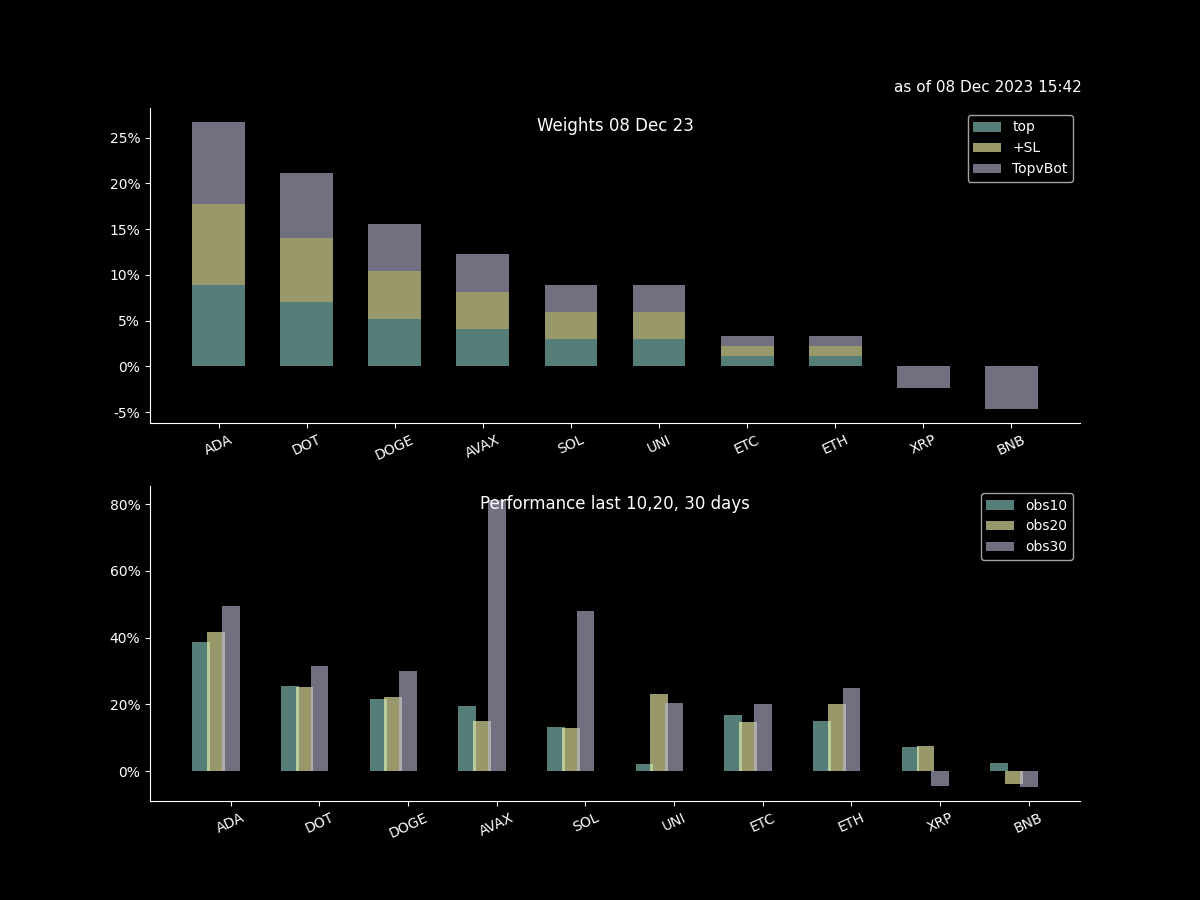 as of 08 Dec 2023 15:42
Weights 08 Dec 23
top
+SL
TopvBot
25%
20%
15%
10%
5%
0%
-5%
ADA DOT DOGE AVAX SOL UNI ETC ETH XRP BNB
Performance last 10,20, 30 days
obs10
obs20
obs30
80%
60%
40%
20%
0%
ADA DOT DOGE AVAX SOL UNI ETC ETH XRP BNB